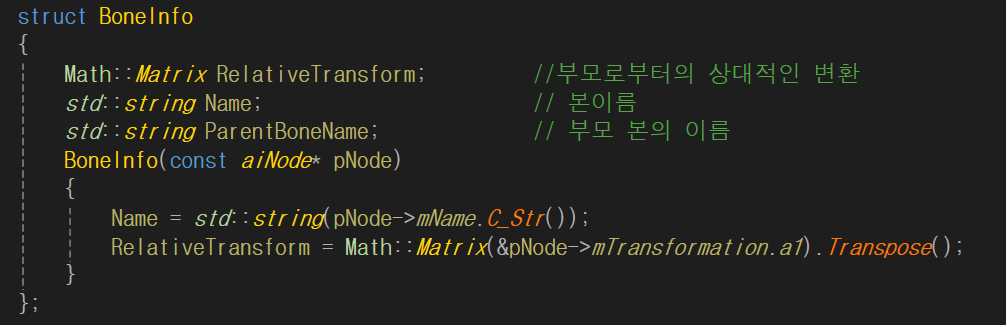 struct BoneInfo
{
Math::Matrix RelativeTransform; //부모로부터의 상대적인 변환
std::string Name; // 본이름
std::string ParentBoneName; // 부모 본의 이름
BoneInfo(const aiNode* pNode)
{
Name = std::string(pNode->mName.C_Str());
RelativeTransform = Math::Matrix(&pNode->mTransformation.a1).Transpose();
}
};